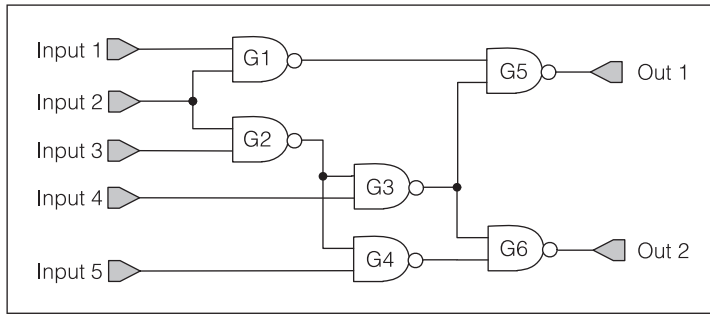 Input 1
G1
G5
Out 1
Input 2
G2
Input 3
G3
Input 4
G4
G6
Out 2
Input 5